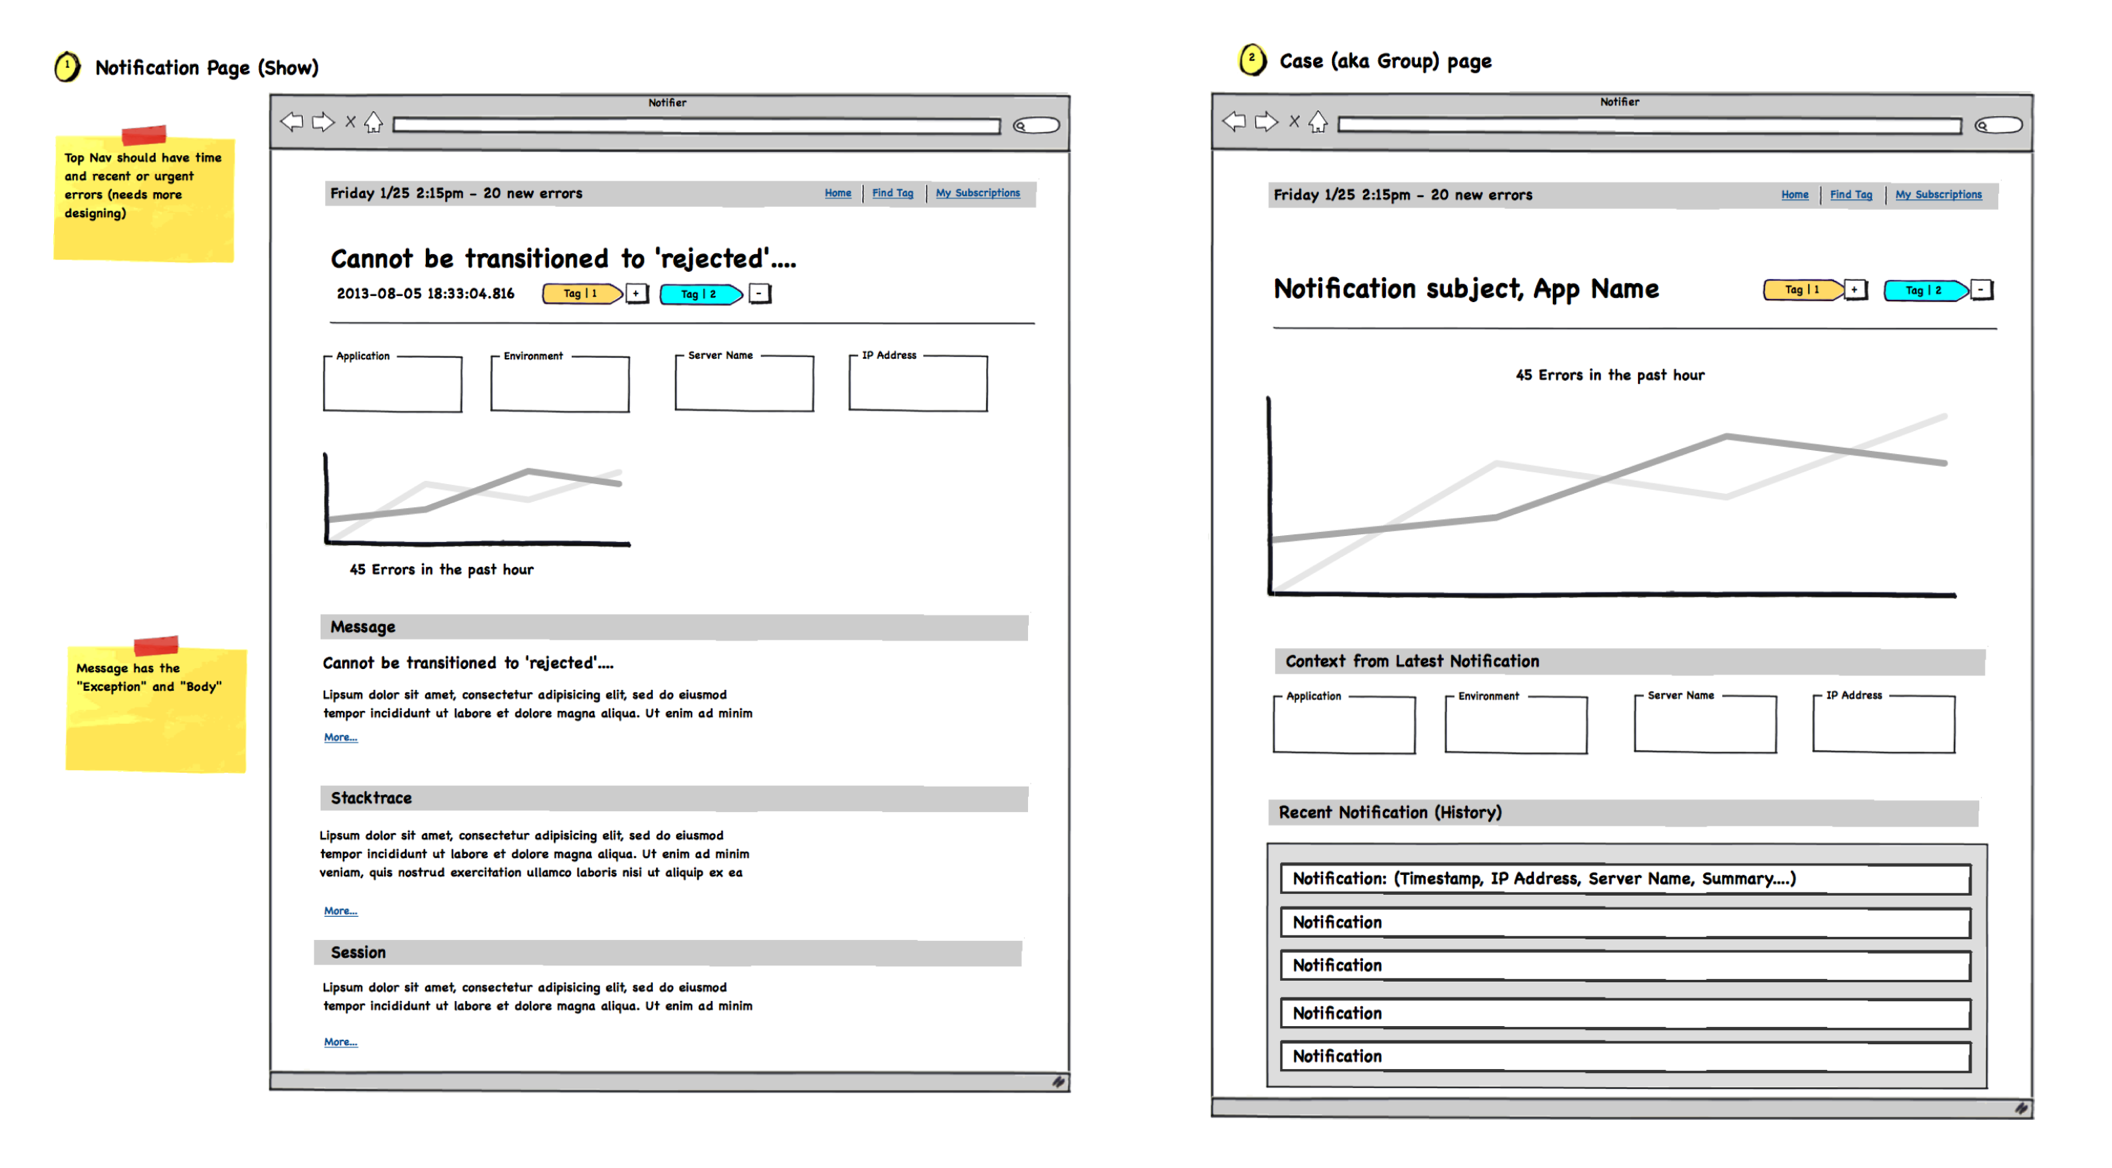 1
Notification Page (Show)
Top Nav should have time
and recent or urgent
errors (needs more
designing)
Notifier
Friday 1/25 2:15pm - 20 new errors
Home | Find Tag | My Subscriptions
Cannot be transitioned to 'rejected'....
2013-08-05 18:33:04.816
Tag | 1 +
Tag | 2 -
Application
Environment
Server Name
IP Address
45 Errors in the past hour
Message has the
"Exception" and "Body"
Message
Cannot be transitioned to 'rejected'....
Lipsum dolor sit amet, consectetur adipisicing elit, sed do eiusmod
tempor incididunt ut labore et dolore magna aliqua. Ut enim ad minim
More...
Stacktrace
Lipsum dolor sit amet, consectetur adipisicing elit, sed do eiusmod
tempor incididunt ut labore et dolore magna aliqua. Ut enim ad minim
veniam, quis nostrud exercitation ullamco laboris nisi ut aliquip ex ea
More...
Session
Lipsum dolor sit amet, consectetur adipisicing elit, sed do eiusmod
tempor incididunt ut labore et dolore magna aliqua. Ut enim ad minim
More...
2
Case (aka Group) page
Notifier
Friday 1/25 2:15pm - 20 new errors
Home | Find Tag | My Subscriptions
Notification subject, App Name
Tag | 1 +
Tag | 2 -
45 Errors in the past hour
Context from Latest Notification
Application
Environment
Server Name
IP Address
Recent Notification (History)
Notification: (Timestamp, IP Address, Server Name, Summary....)
Notification
Notification
Notification
Notification